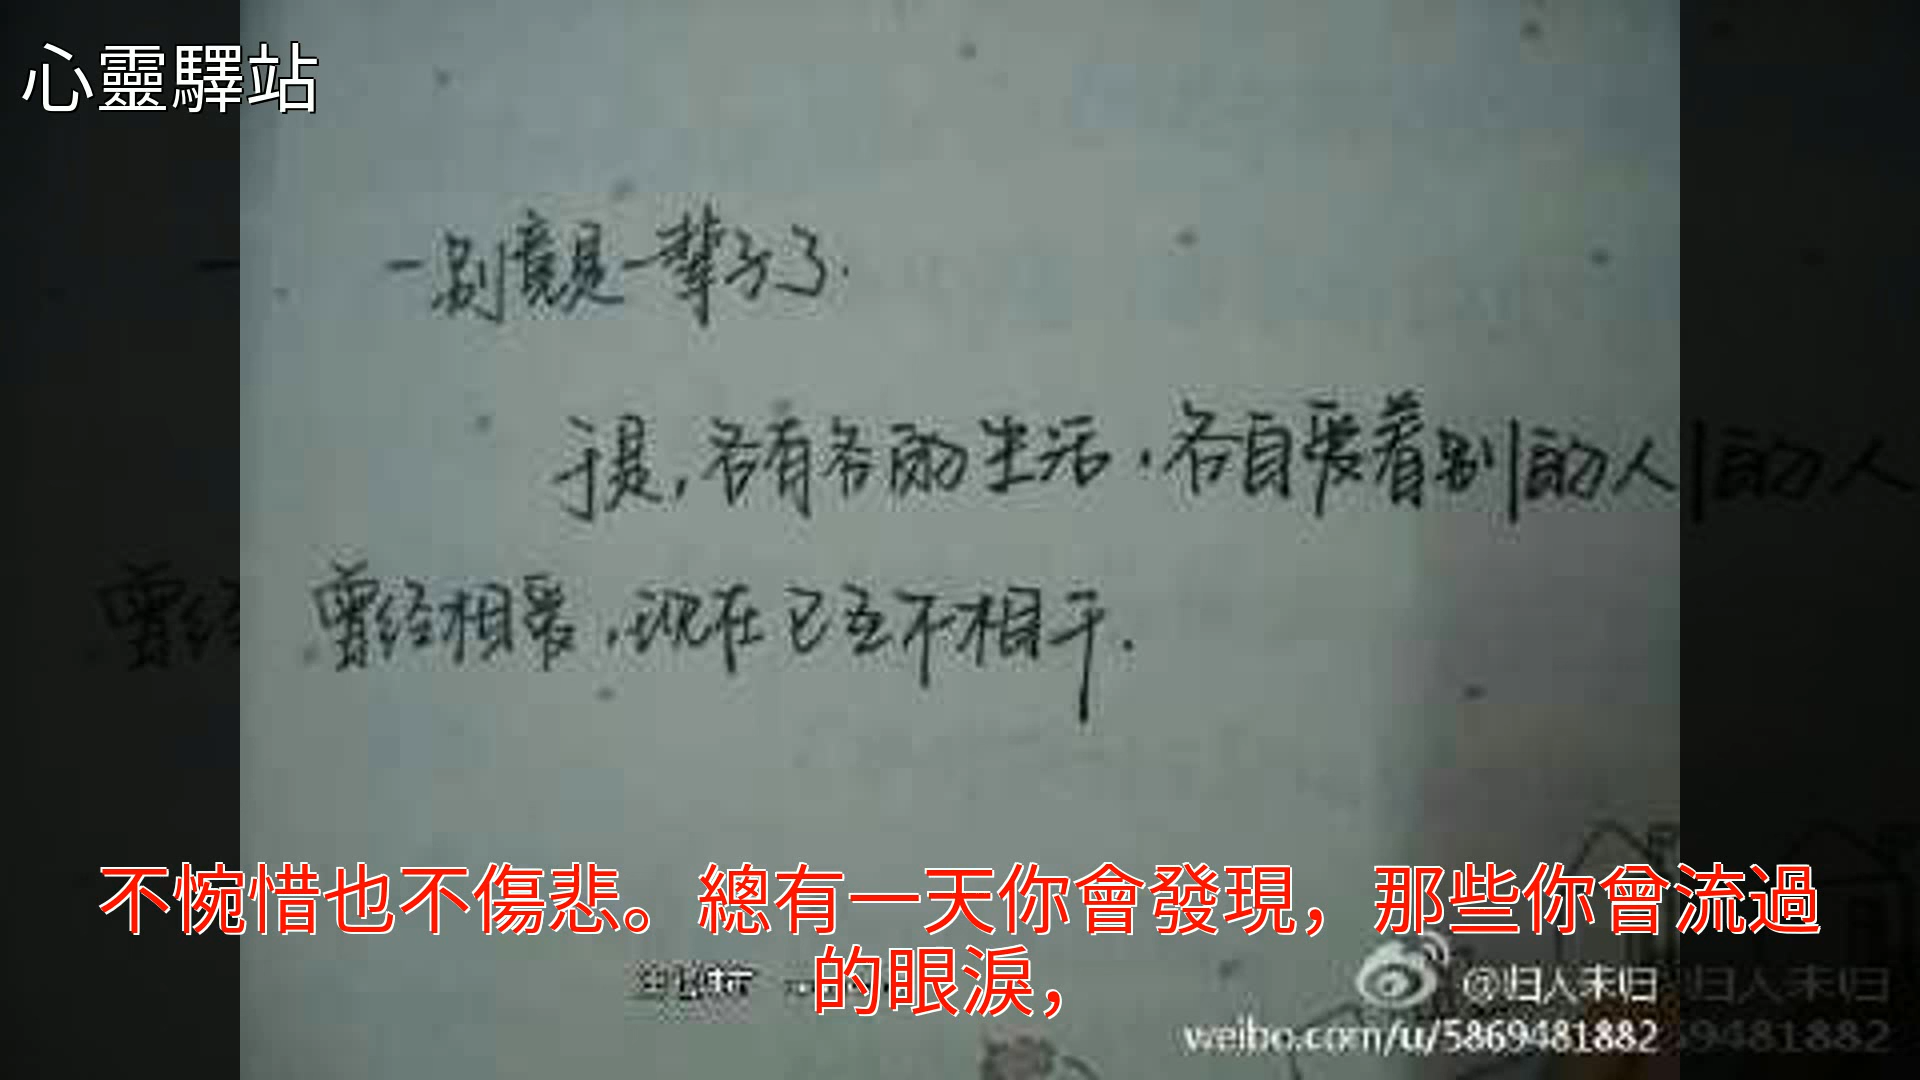 心靈驛站
一别竟是一辈子了.
于是,各有各的生活.各自爱着别的人
曾经相爱,现在已互不相干.
不惋惜也不傷悲。總有一天你會發現，那些你曾流過
的眼淚，
@归人未归
weibo.com/u/5869481882